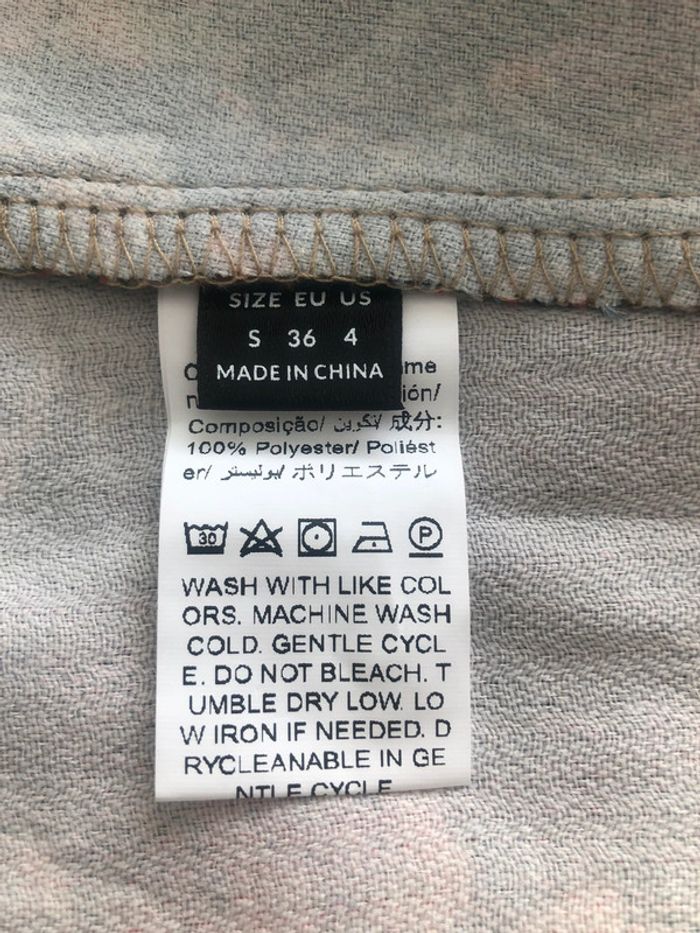 SIZE EU US
S 36 4
MADE IN CHINA
Composição/ لتكوين/ 成分:
100% Polyester/ Poliést
er/ بوليستر/ ポリエステル
30
P
WASH WITH LIKE COL
ORS. MACHINE WASH
COLD. GENTLE CYCL
E. DO NOT BLEACH. T
UMBLE DRY LOW. LO
W IRON IF NEEDED. D
RYCLEANABLE IN GE
NTLE CYCLE